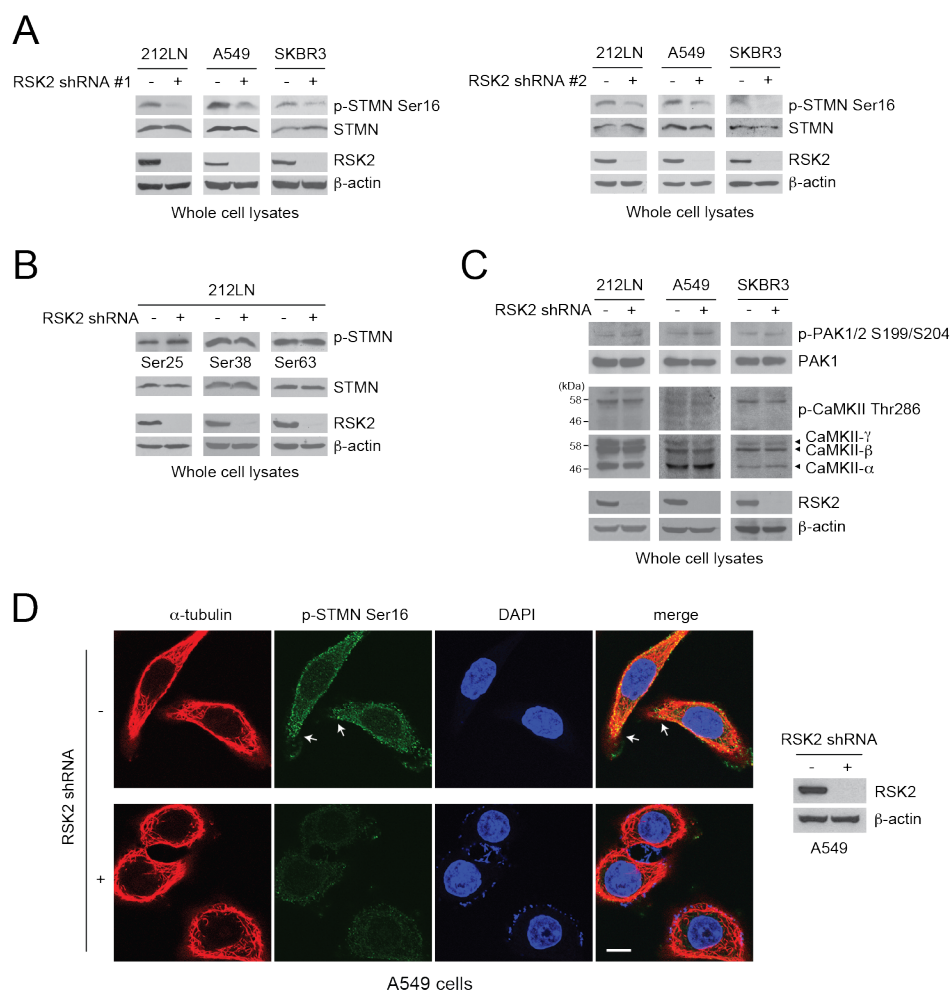 A
212LN A549 SKBR3
RSK2 shRNA #1 - + - + - +
p-STMN Ser16
STMN
RSK2
β-actin
Whole cell lysates
212LN A549 SKBR3
RSK2 shRNA #2 - + - + - +
p-STMN Ser16
STMN
RSK2
β-actin
Whole cell lysates
B
212LN
RSK2 shRNA - + - + - +
p-STMN
Ser25 Ser38 Ser63
STMN
RSK2
β-actin
Whole cell lysates
C
212LN A549 SKBR3
RSK2 shRNA - + - + - +
p-PAK1/2 S199/S204
PAK1
(kDa)
58
p-CaMKII Thr286
46
CaMKII-γ
58
CaMKII-β
46
CaMKII-α
RSK2
β-actin
Whole cell lysates
D
α-tubulin p-STMN Ser16 DAPI merge
RSK2 shRNA
-
+
A549 cells
RSK2 shRNA
- +
RSK2
β-actin
A549